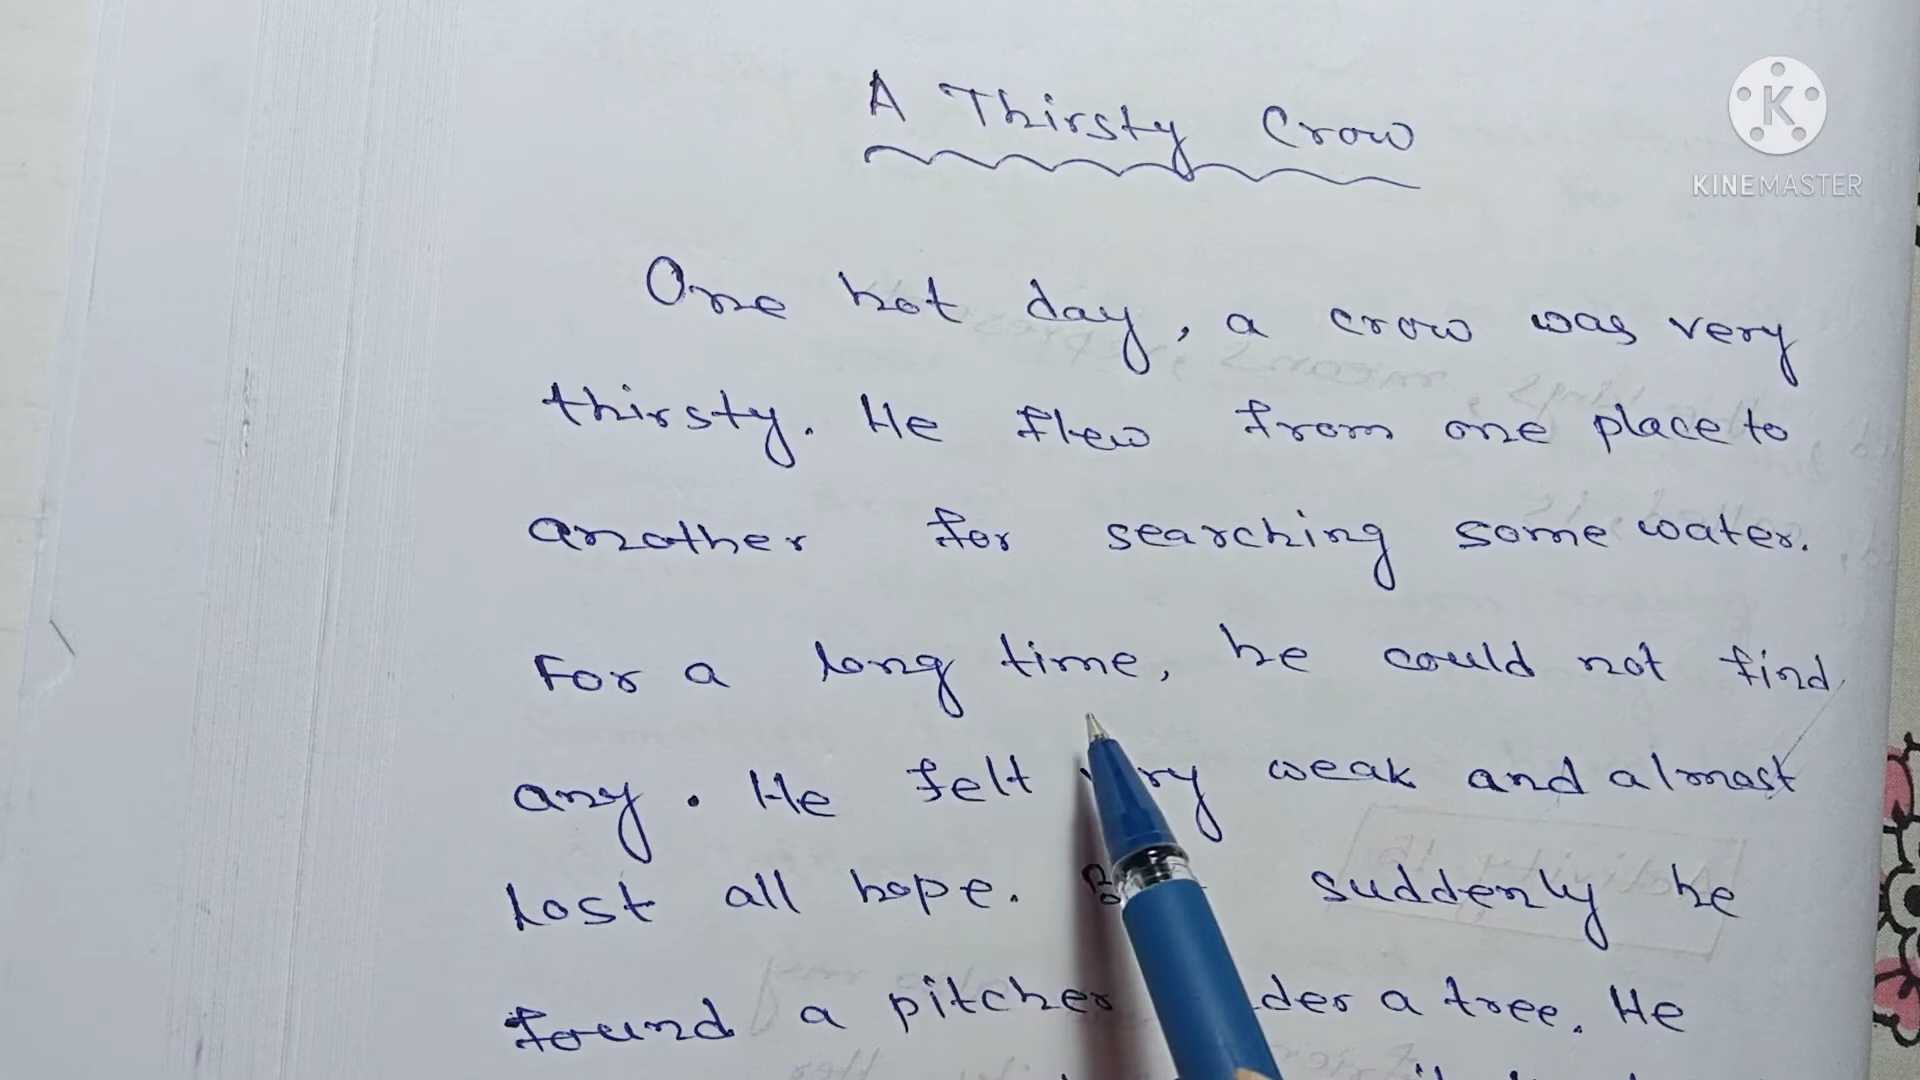 A Thirsty Crow
KINEMASTER
One hot day, a crow was very
thirsty. He flew from one place to
another for searching some water.
For a long time, he could not find
any. He felt weak and almost
lost all hope. suddenly he
found a pitcher a tree. He